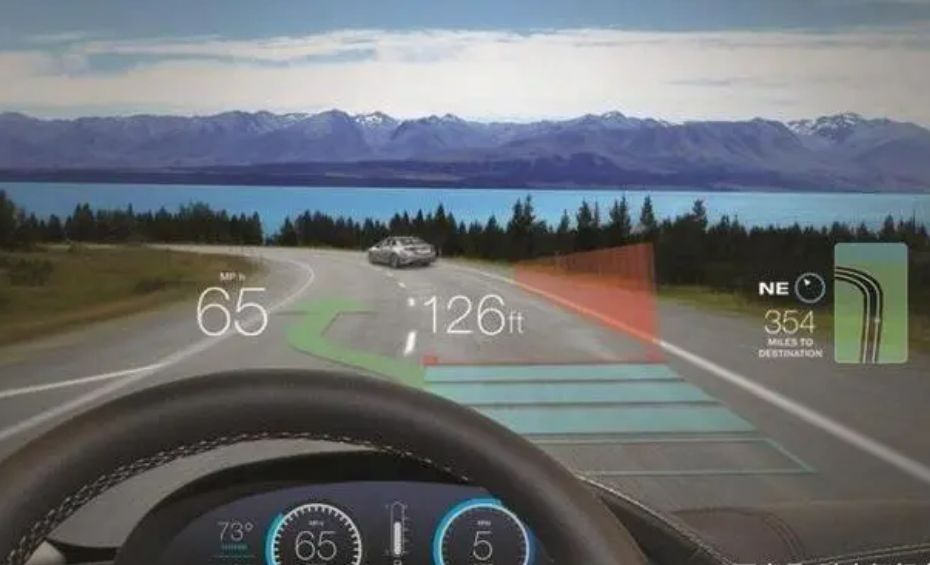 MPh
65
126ft
NE
354
MILES TO
DESTINATION
73°
65
5